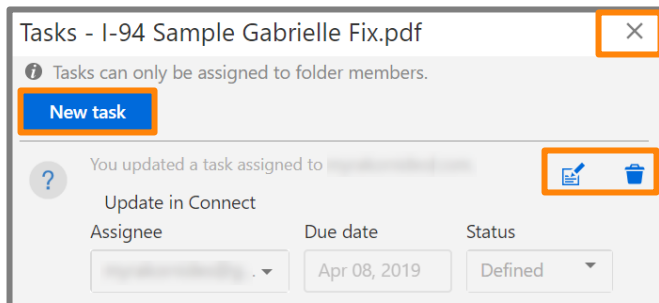 Tasks - I-94 Sample Gabrielle Fix.pdf
Tasks can only be assigned to folder members.
New task
You updated a task assigned to
Update in Connect
Assignee Due date Status
Apr 08, 2019 Defined